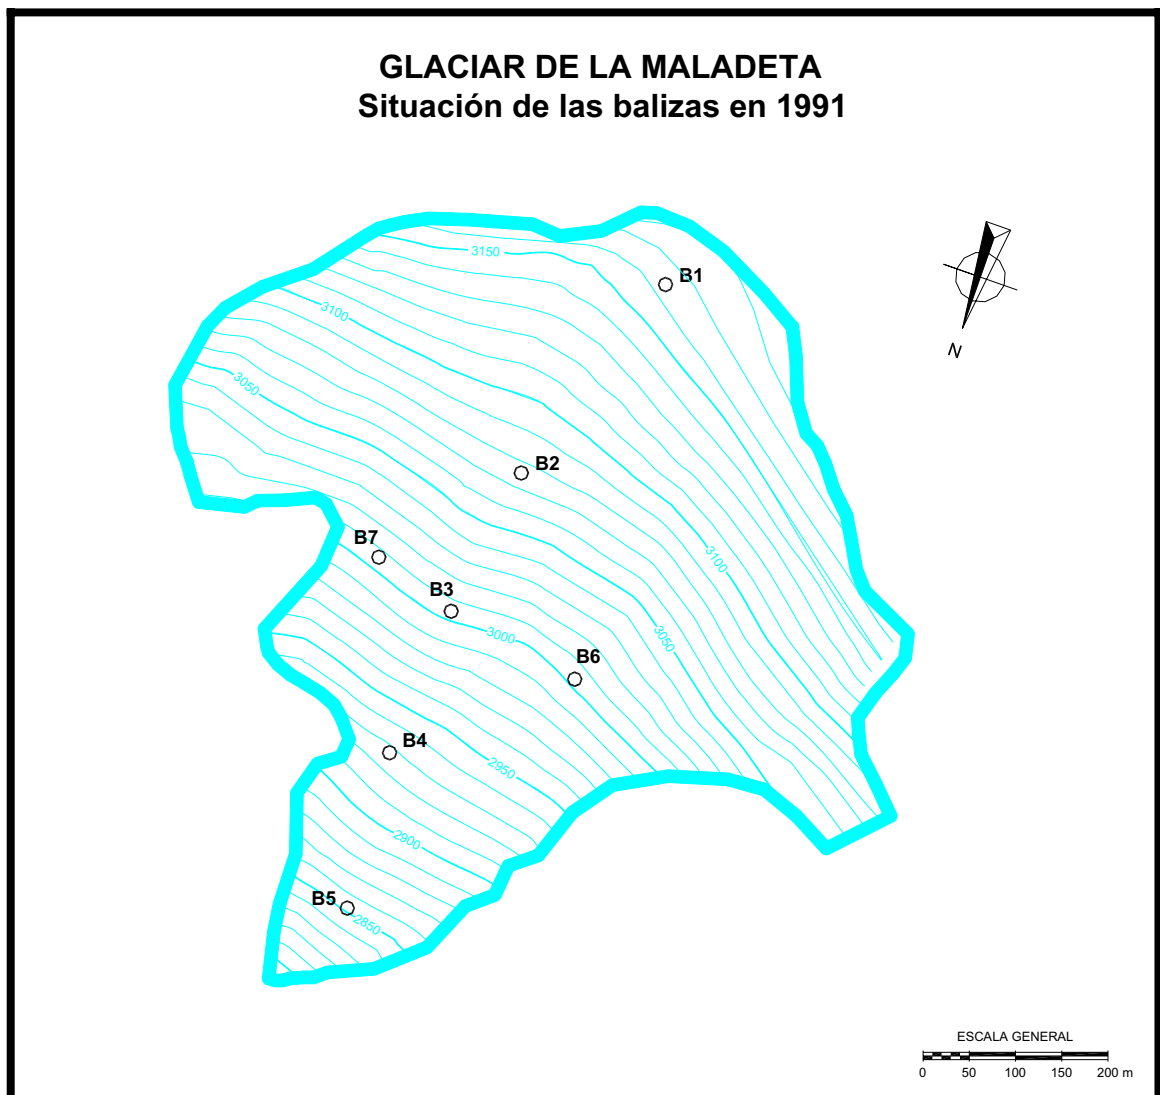 GLACIAR DE LA MALADETA
Situación de las balizas en 1991
3150
B1
3100
3050
N
B2
B7
3100
B3
3000
3050
B6
B4
2950
2900
B5
2850
ESCALA GENERAL
0 50 100 150 200 m